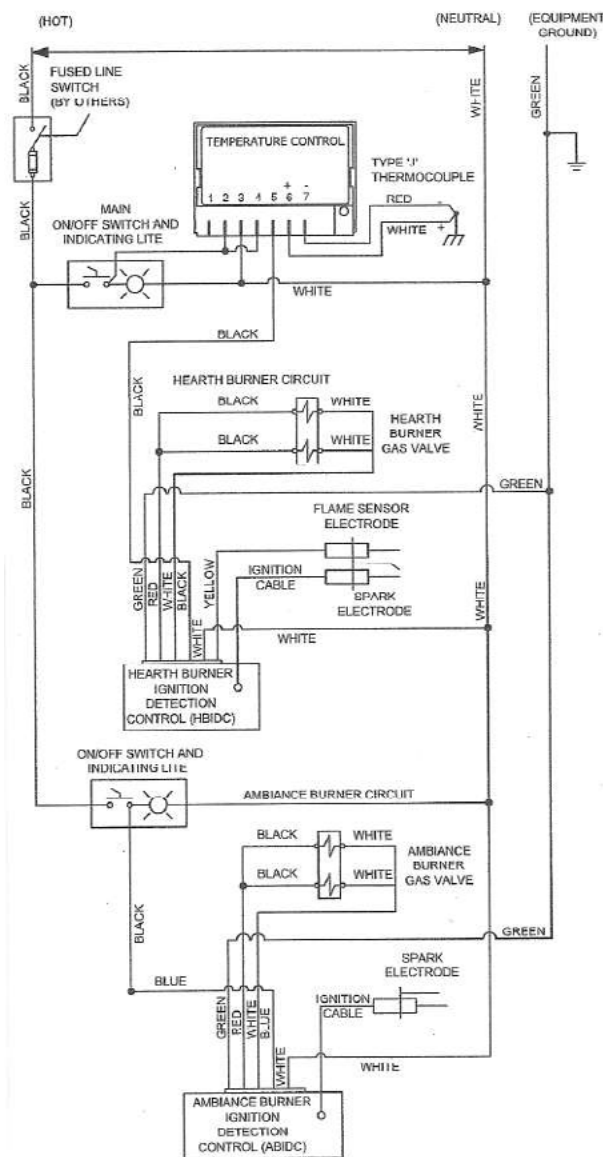 (HOT)
(NEUTRAL)
(EQUIPMENT
GROUND)
BLACK
FUSED LINE
SWITCH
(BY OTHERS)
WHITE
GREEN
TEMPERATURE CONTROL
+ -
1 2 3 4 5 6 7
TYPE 'J'
THERMOCOUPLE
RED -
WHITE +
BLACK
MAIN
ON/OFF SWITCH AND
INDICATING LITE
WHITE
BLACK
BLACK
HEARTH BURNER CIRCUIT
BLACK WHITE
BLACK WHITE
HEARTH
BURNER
GAS VALVE
WHITE
BLACK
GREEN
FLAME SENSOR
ELECTRODE
IGNITION
CABLE
SPARK
ELECTRODE
GREEN
RED
WHITE
BLACK
WHITE
YELLOW
WHITE
WHITE
HEARTH BURNER
IGNITION
DETECTION
CONTROL (HBIDC)
ON/OFF SWITCH AND
INDICATING LITE
AMBIANCE BURNER CIRCUIT
BLACK WHITE
BLACK WHITE
AMBIANCE
BURNER
GAS VALVE
BLACK
GREEN
SPARK
ELECTRODE
BLUE
IGNITION
CABLE
GREEN
RED
WHITE
BLUE
WHITE
WHITE
AMBIANCE BURNER
IGNITION
DETECTION
CONTROL (ABIDC)